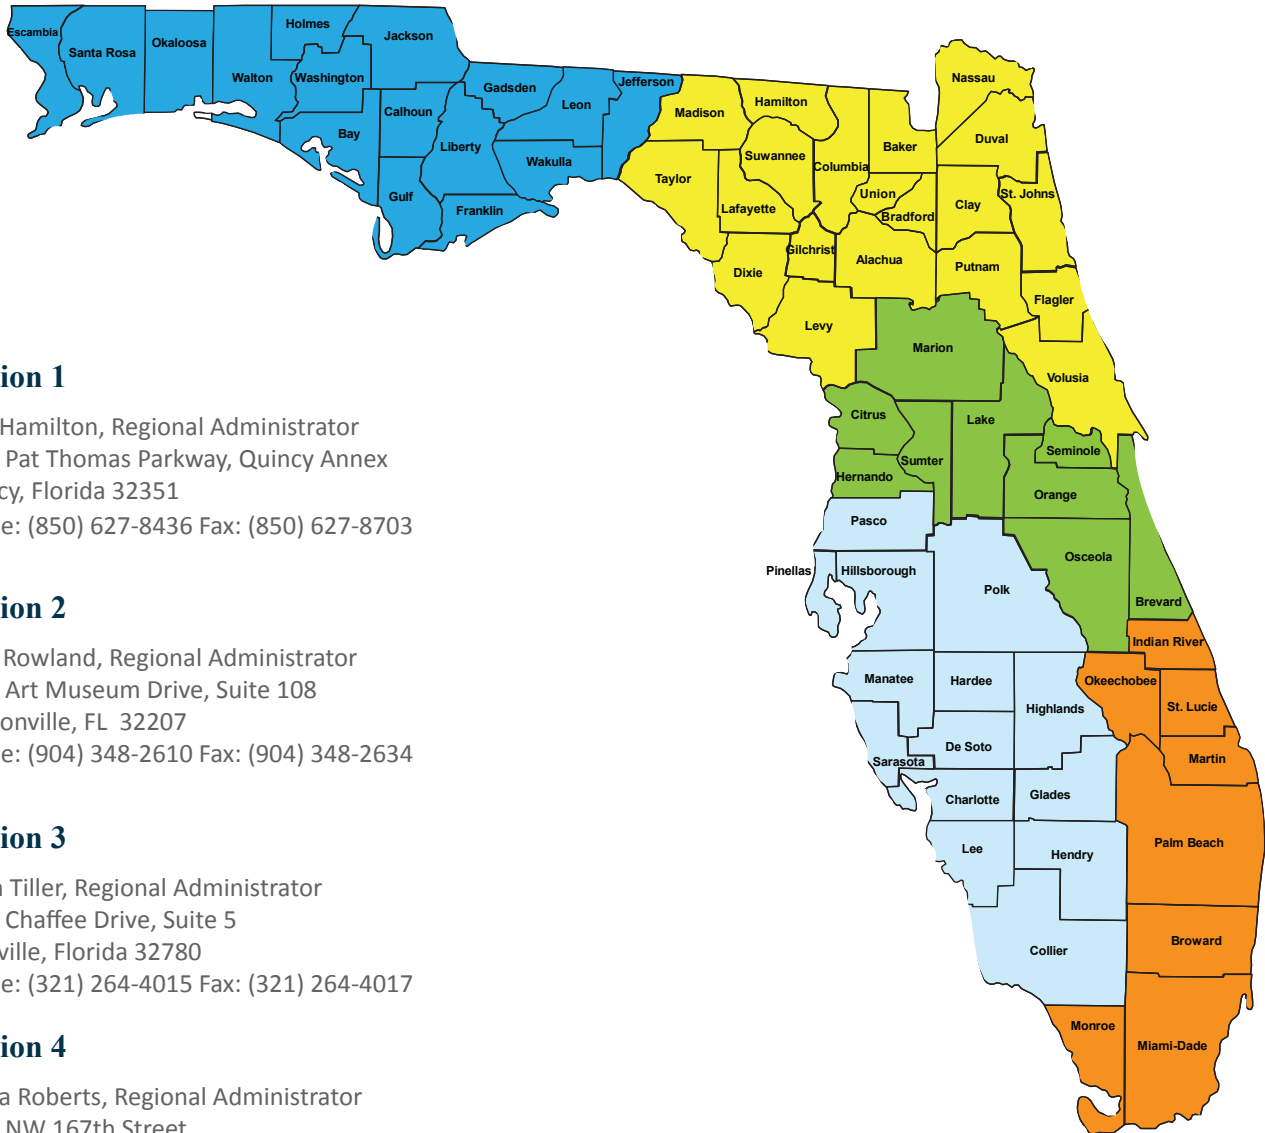 Escambia
Santa Rosa
Okaloosa
Walton
Holmes
Washington
Jackson
Bay
Calhoun
Gulf
Liberty
Gadsden
Franklin
Leon
Wakulla
Jefferson
Madison
Taylor
Hamilton
Suwannee
Lafayette
Dixie
Columbia
Gilchrist
Levy
Baker
Union
Bradford
Alachua
Nassau
Duval
Clay
St. Johns
Putnam
Flagler
Volusia
Marion
Citrus
Hernando
Sumter
Lake
Seminole
Orange
Osceola
Brevard
Pasco
Pinellas
Hillsborough
Polk
Manatee
Hardee
Highlands
Sarasota
De Soto
Charlotte
Glades
Lee
Hendry
Collier
Indian River
Okeechobee
St. Lucie
Martin
Palm Beach
Broward
Monroe
Miami-Dade
ion 1
Hamilton, Regional Administrator
Pat Thomas Parkway, Quincy Annex
cy, Florida 32351
e: (850) 627-8436 Fax: (850) 627-8703
ion 2
Rowland, Regional Administrator
Art Museum Drive, Suite 108
onville, FL 32207
e: (904) 348-2610 Fax: (904) 348-2634
ion 3
Tiller, Regional Administrator
Chaffee Drive, Suite 5
ville, Florida 32780
e: (321) 264-4015 Fax: (321) 264-4017
ion 4
a Roberts, Regional Administrator
NW 167th Street